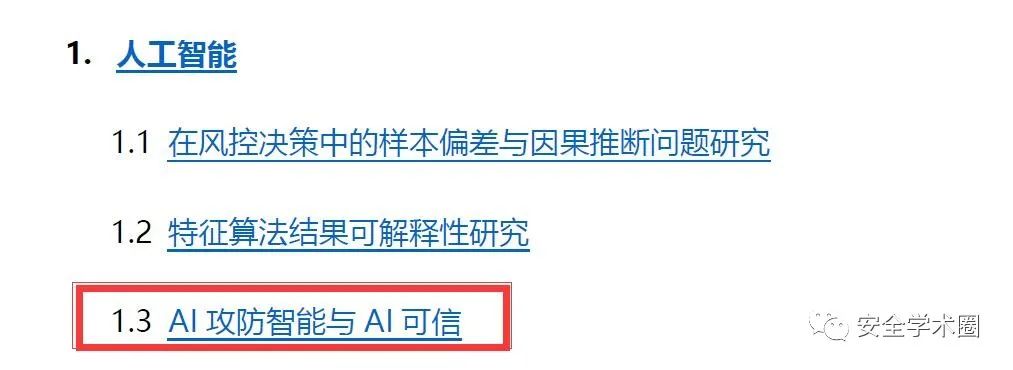 1. 人工智能
1.1 在风控决策中的样本偏差与因果推断问题研究
1.2 特征算法结果可解释性研究
1.3 AI 攻防智能与 AI 可信
安全学术圈